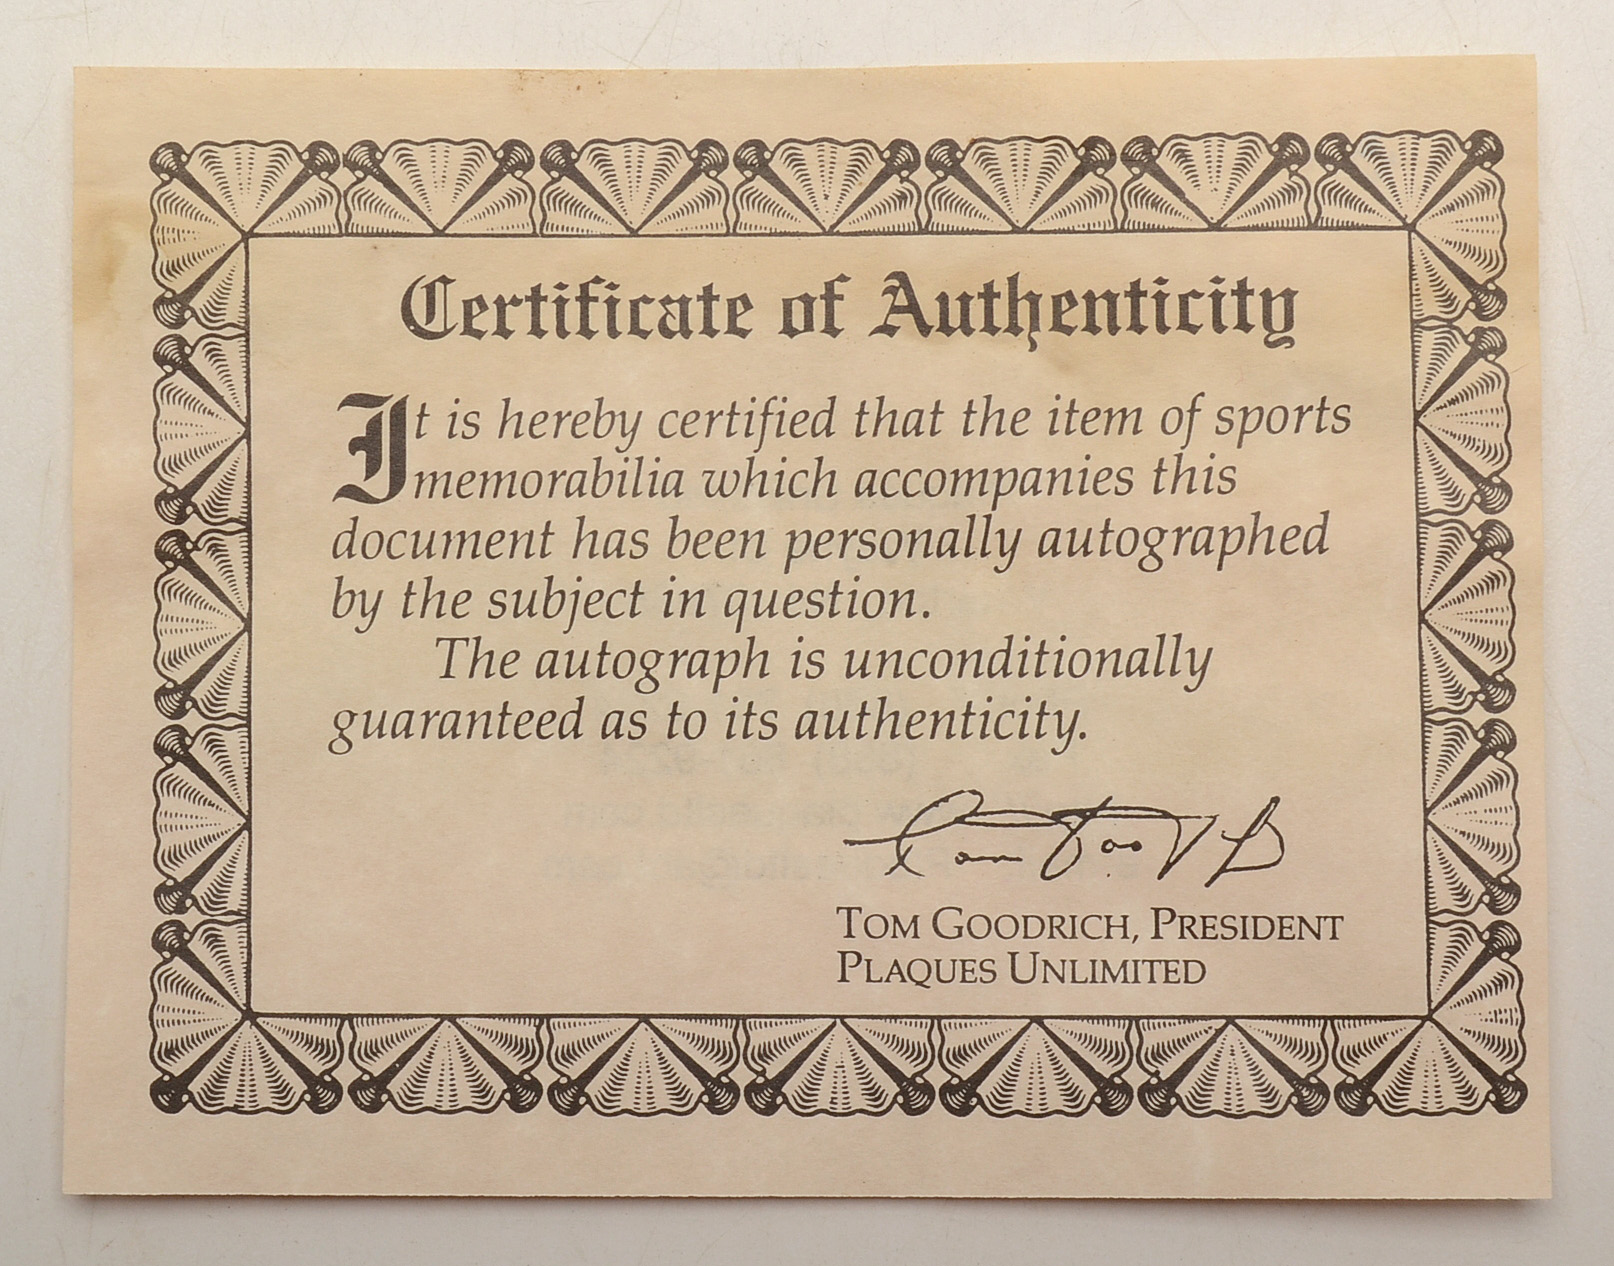 Certificate of Authenticity
It is hereby certified that the item of sports
memorabilia which accompanies this
document has been personally autographed
by the subject in question.
The autograph is unconditionally
guaranteed as to its authenticity.
TOM GOODRICH, PRESIDENT
PLAQUES UNLIMITED